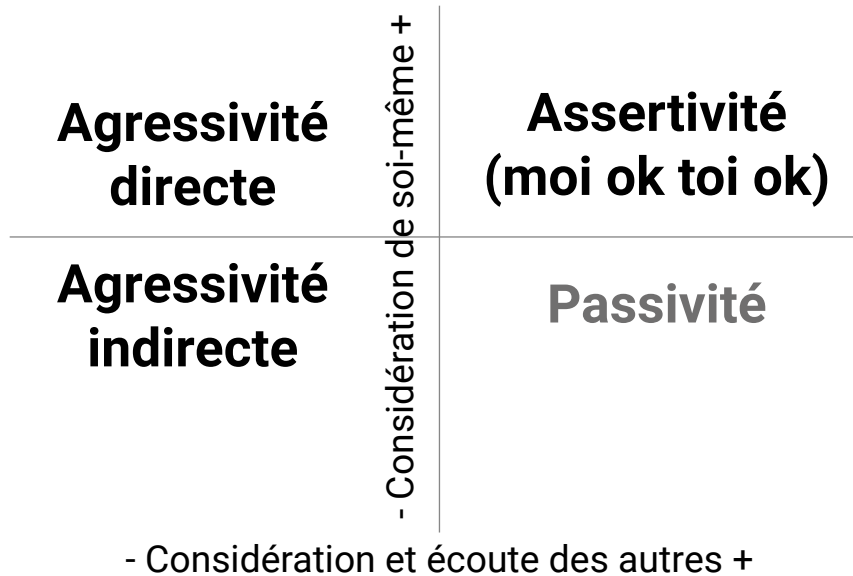 Agressivité
directe
Assertivité
(moi ok toi ok)
- Considération de soi-même +
Agressivité
indirecte
Passivité
- Considération et écoute des autres +